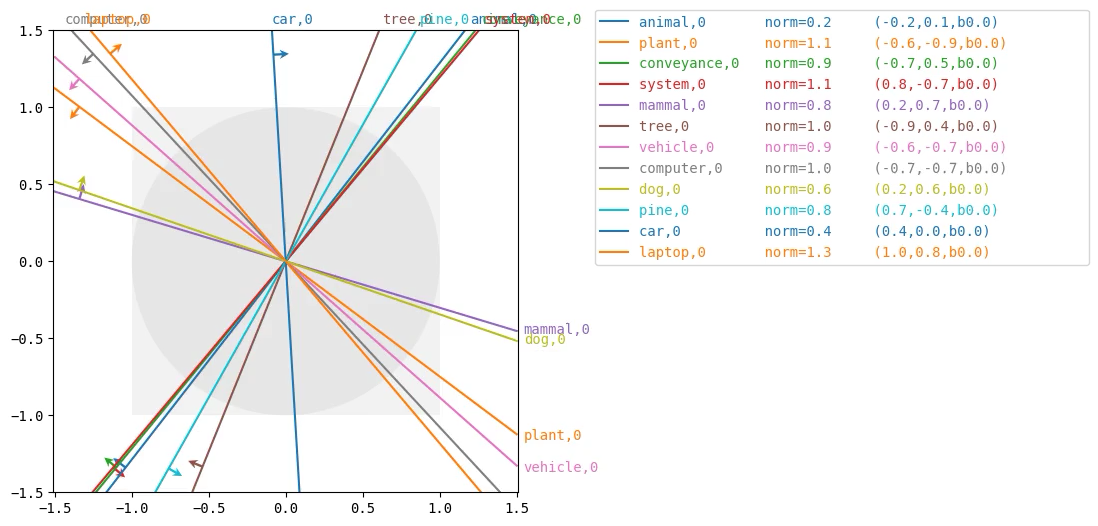 computer,0 laptop,0 car,0 tree,0 pine,0 animal,0 system,0 conveyance,0
1.5
1.0
0.5
0.0
−0.5
−1.0
−1.5
−1.5 −1.0 −0.5 0.0 0.5 1.0 1.5
mammal,0
dog,0
plant,0
vehicle,0
animal,0 norm=0.2 (-0.2,0.1,b0.0)
plant,0 norm=1.1 (-0.6,-0.9,b0.0)
conveyance,0 norm=0.9 (-0.7,0.5,b0.0)
system,0 norm=1.1 (0.8,-0.7,b0.0)
mammal,0 norm=0.8 (0.2,0.7,b0.0)
tree,0 norm=1.0 (-0.9,0.4,b0.0)
vehicle,0 norm=0.9 (-0.6,-0.7,b0.0)
computer,0 norm=1.0 (-0.7,-0.7,b0.0)
dog,0 norm=0.6 (0.2,0.6,b0.0)
pine,0 norm=0.8 (0.7,-0.4,b0.0)
car,0 norm=0.4 (0.4,0.0,b0.0)
laptop,0 norm=1.3 (1.0,0.8,b0.0)